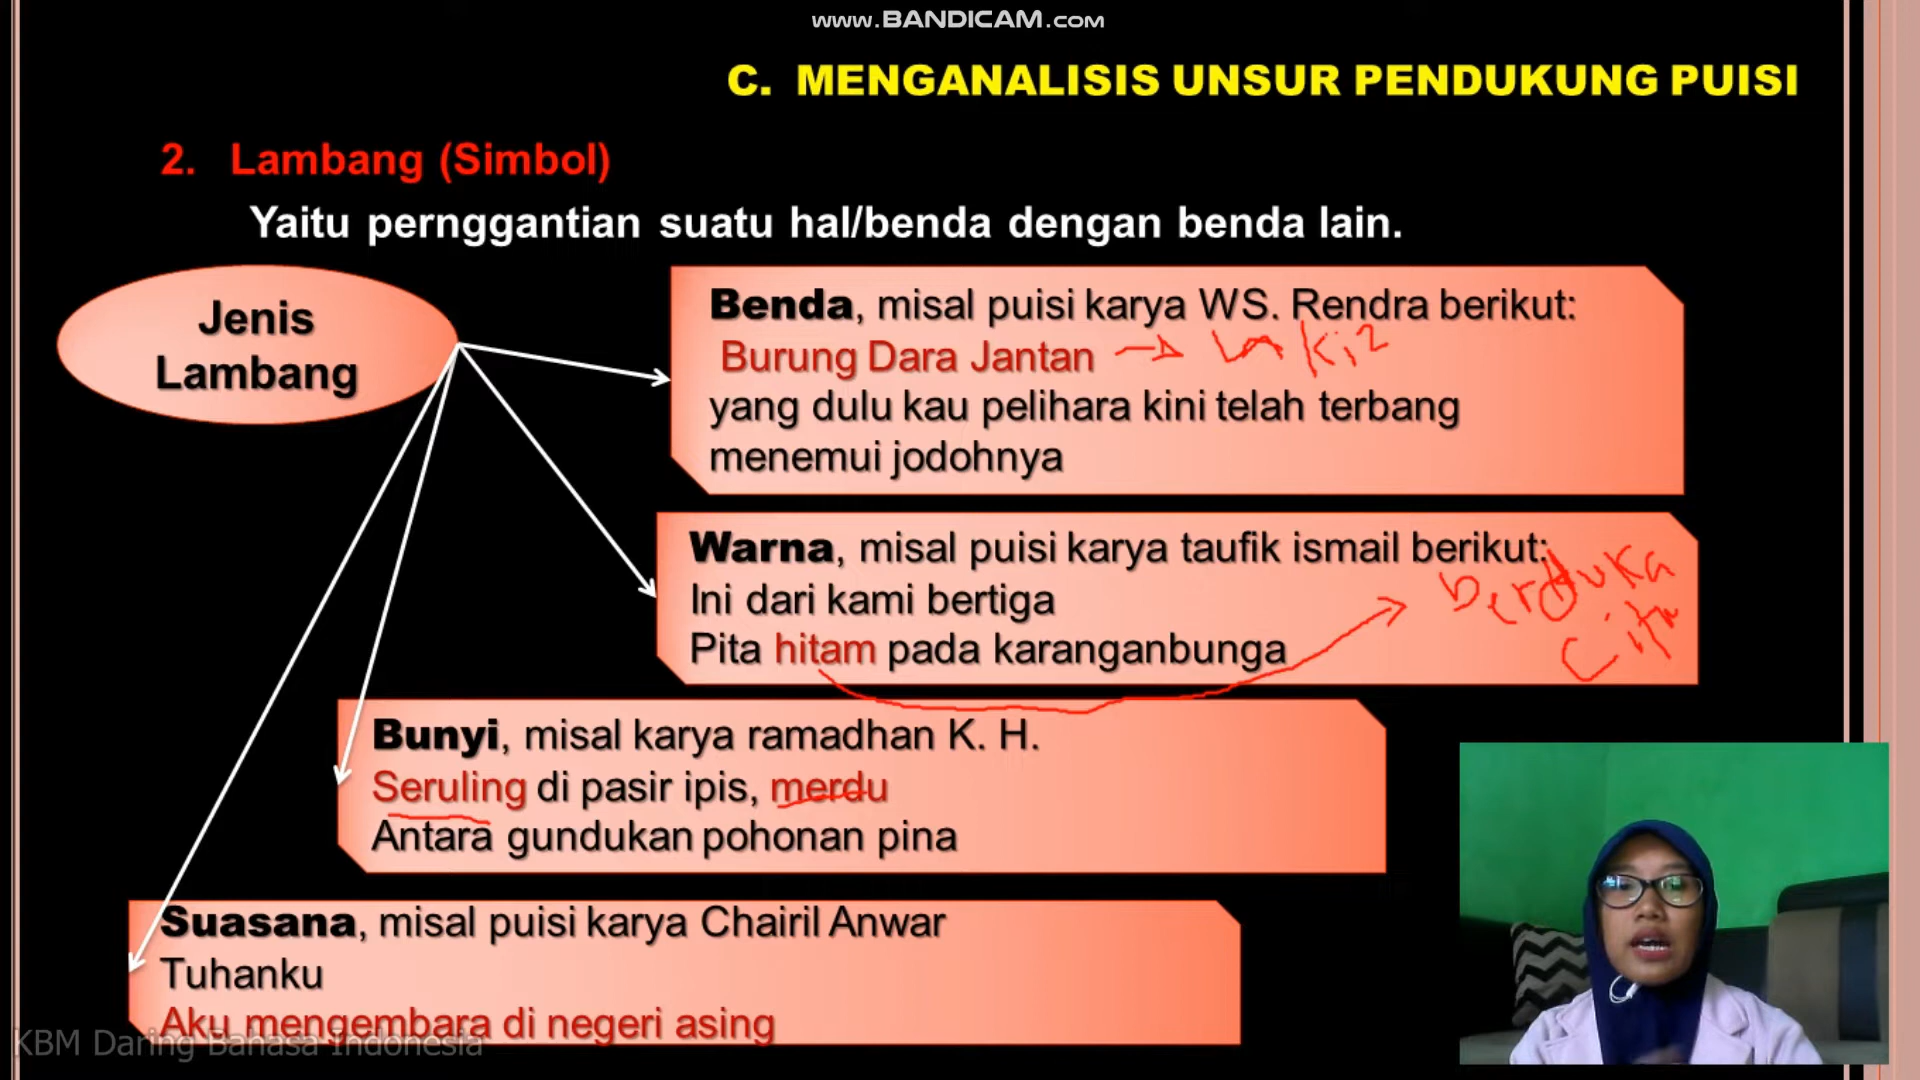 www.BANDICAM.com
C. MENGANALISIS UNSUR PENDUKUNG PUISI
2. Lambang (Simbol)
Yaitu pernggantian suatu hal/benda dengan benda lain.
Jenis
Lambang
Benda, misal puisi karya WS. Rendra berikut:
Burung Dara Jantan → Laki2
yang dulu kau pelihara kini telah terbang
menemui jodohnya
Warna, misal puisi karya taufik ismail berikut:
Ini dari kami bertiga
Pita hitam pada karanganbunga
berduka
Cita
Bunyi, misal karya ramadhan K. H.
Seruling di pasir ipis, merdu
Antara gundukan pohonan pina
Suasana, misal puisi karya Chairil Anwar
Tuhanku
Aku mengembara di negeri asing
KBM Daring Bahasa Indonesia